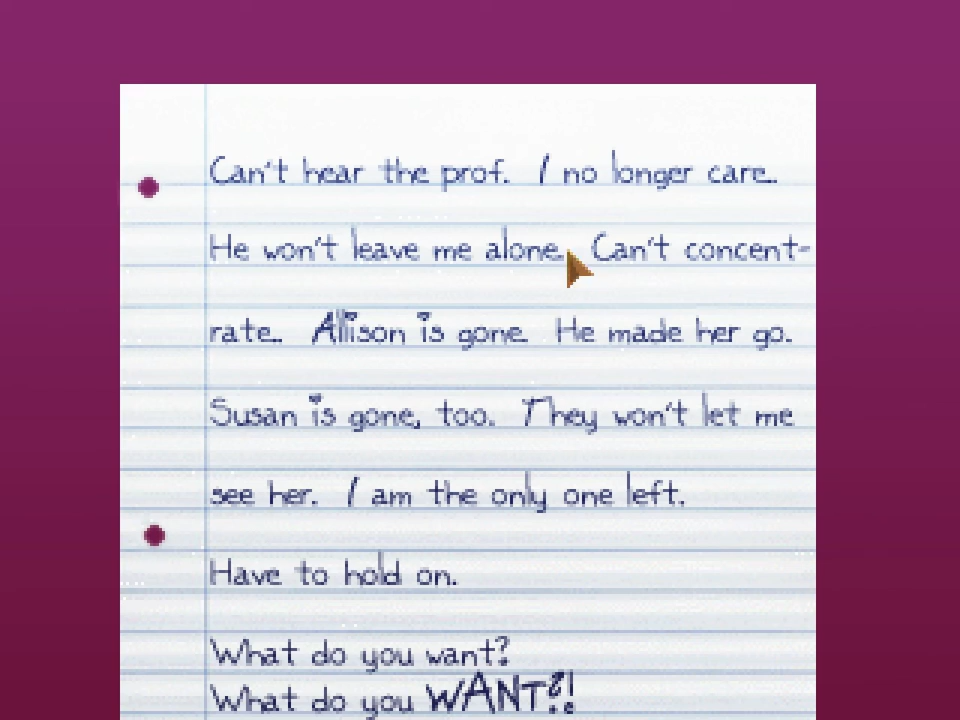 Can't hear the prof. I no longer care..
He won't leave me alone. Can't concent-
rate.. Allison is gone. He made her go.
Susan is gone, too. They won't let me
see her. I am the only one left.
Have to hold on.
What do you want?
What do you WANT?!